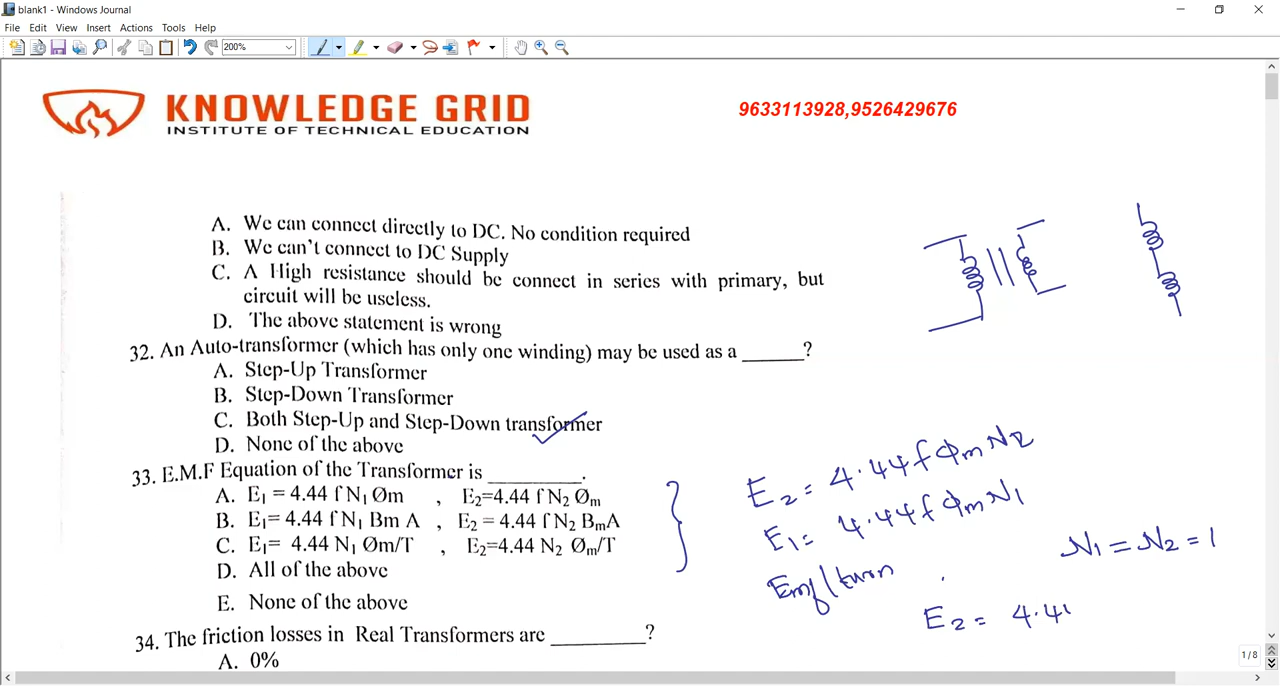 blank1 - Windows Journal
File Edit View Insert Actions Tools Help
200%
KNOWLEDGE GRID
INSTITUTE OF TECHNICAL EDUCATION
9633113928,9526429676
A. We can connect directly to DC. No condition required
B. We can't connect to DC Supply
C. A High resistance should be connect in series with primary, but
circuit will be useless.
D. The above statement is wrong
32. An Auto-transformer (which has only one winding) may be used as a ______?
A. Step-Up Transformer
B. Step-Down Transformer
C. Both Step-Up and Step-Down transformer
D. None of the above
33. E.M.F Equation of the Transformer is _________.
A. E₁ = 4.44 f N₁ Øm , E₂=4.44 f N₂ Øm
B. E₁= 4.44 f N₁ Bm A , E₂ = 4.44 f N₂ BmA
C. E₁= 4.44 N₁ Øm/T , E₂=4.44 N₂ Øm/T
D. All of the above
E. None of the above
34. The friction losses in Real Transformers are _________?
A. 0%
E₂ = 4.44 f Φm N₂
E₁ = 4.44 f Φm N₁
N₁ = N₂ = 1
Emf/turn
E₂ = 4.4
1/8